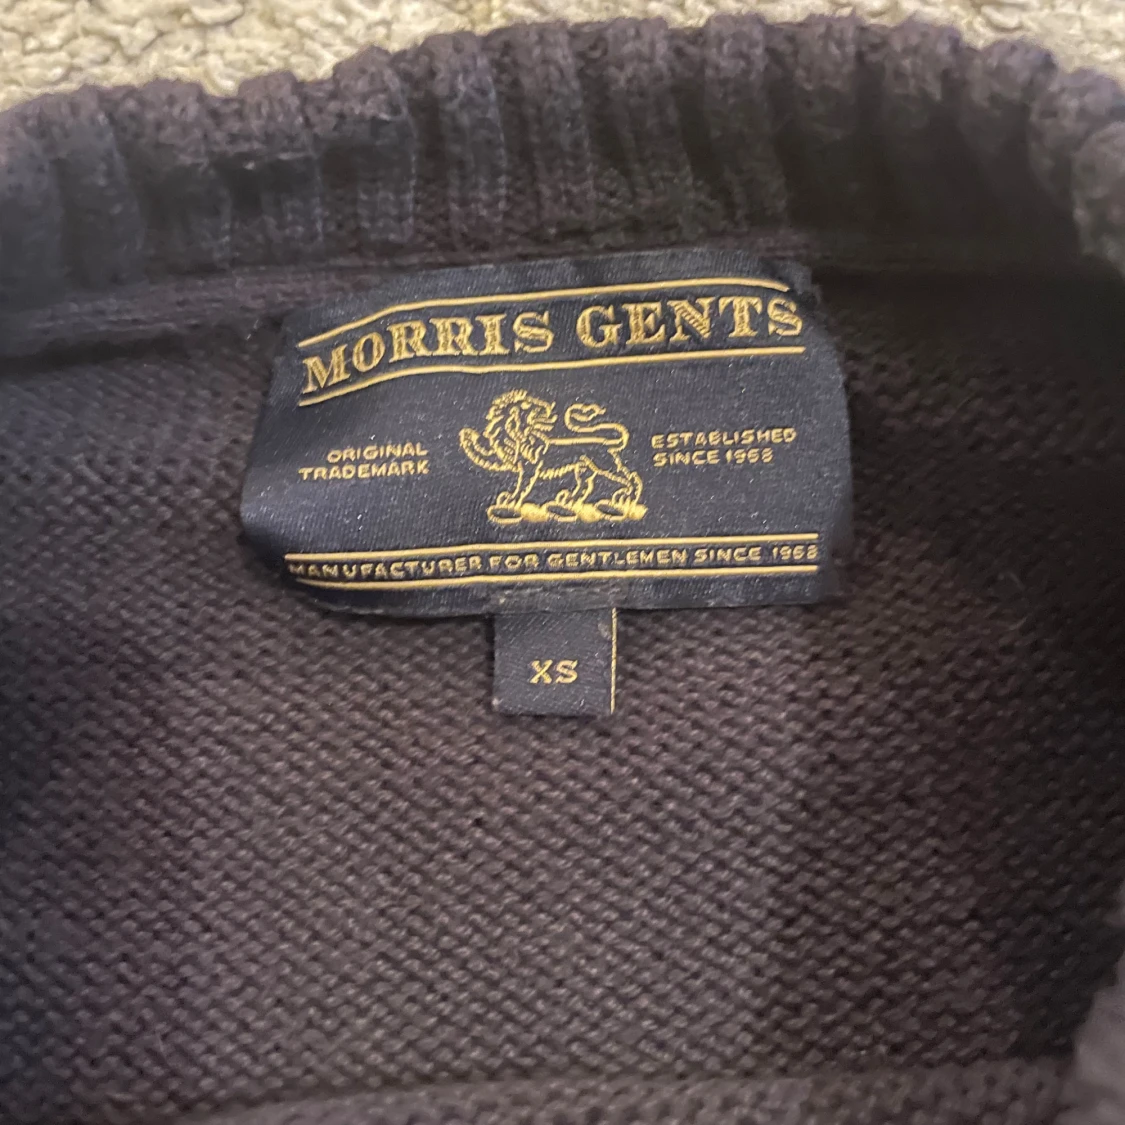 MORRIS GENTS
ORIGINAL
TRADEMARK
ESTABLISHED
SINCE 1968
MANUFACTURER FOR GENTLEMEN SINCE 1968
XS